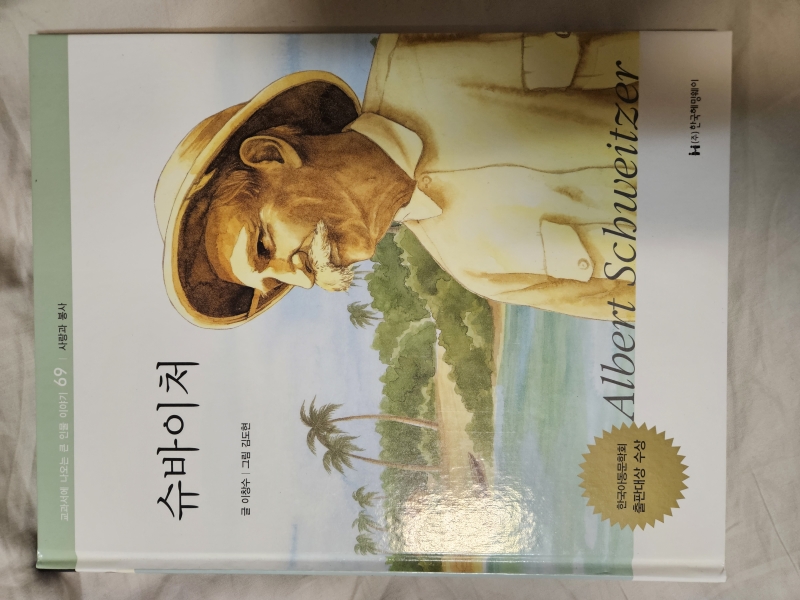 교과서에 나오는 큰 인물 이야기 69 | 사랑과 봉사
슈바이처
글 이창수 | 그림 김도현
한국아동문학회
출판대상 수상
Albert Schweitzer
(주)한국헤밍웨이